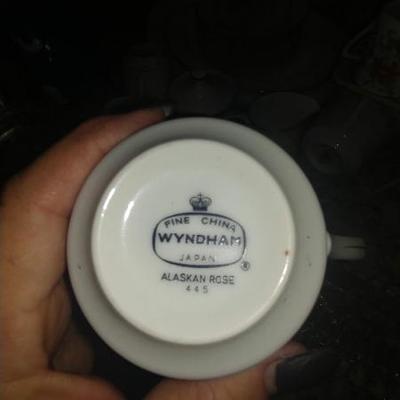 FINE CHINA
WYNDHAM
JAPAN
®
ALASKAN ROSE
445